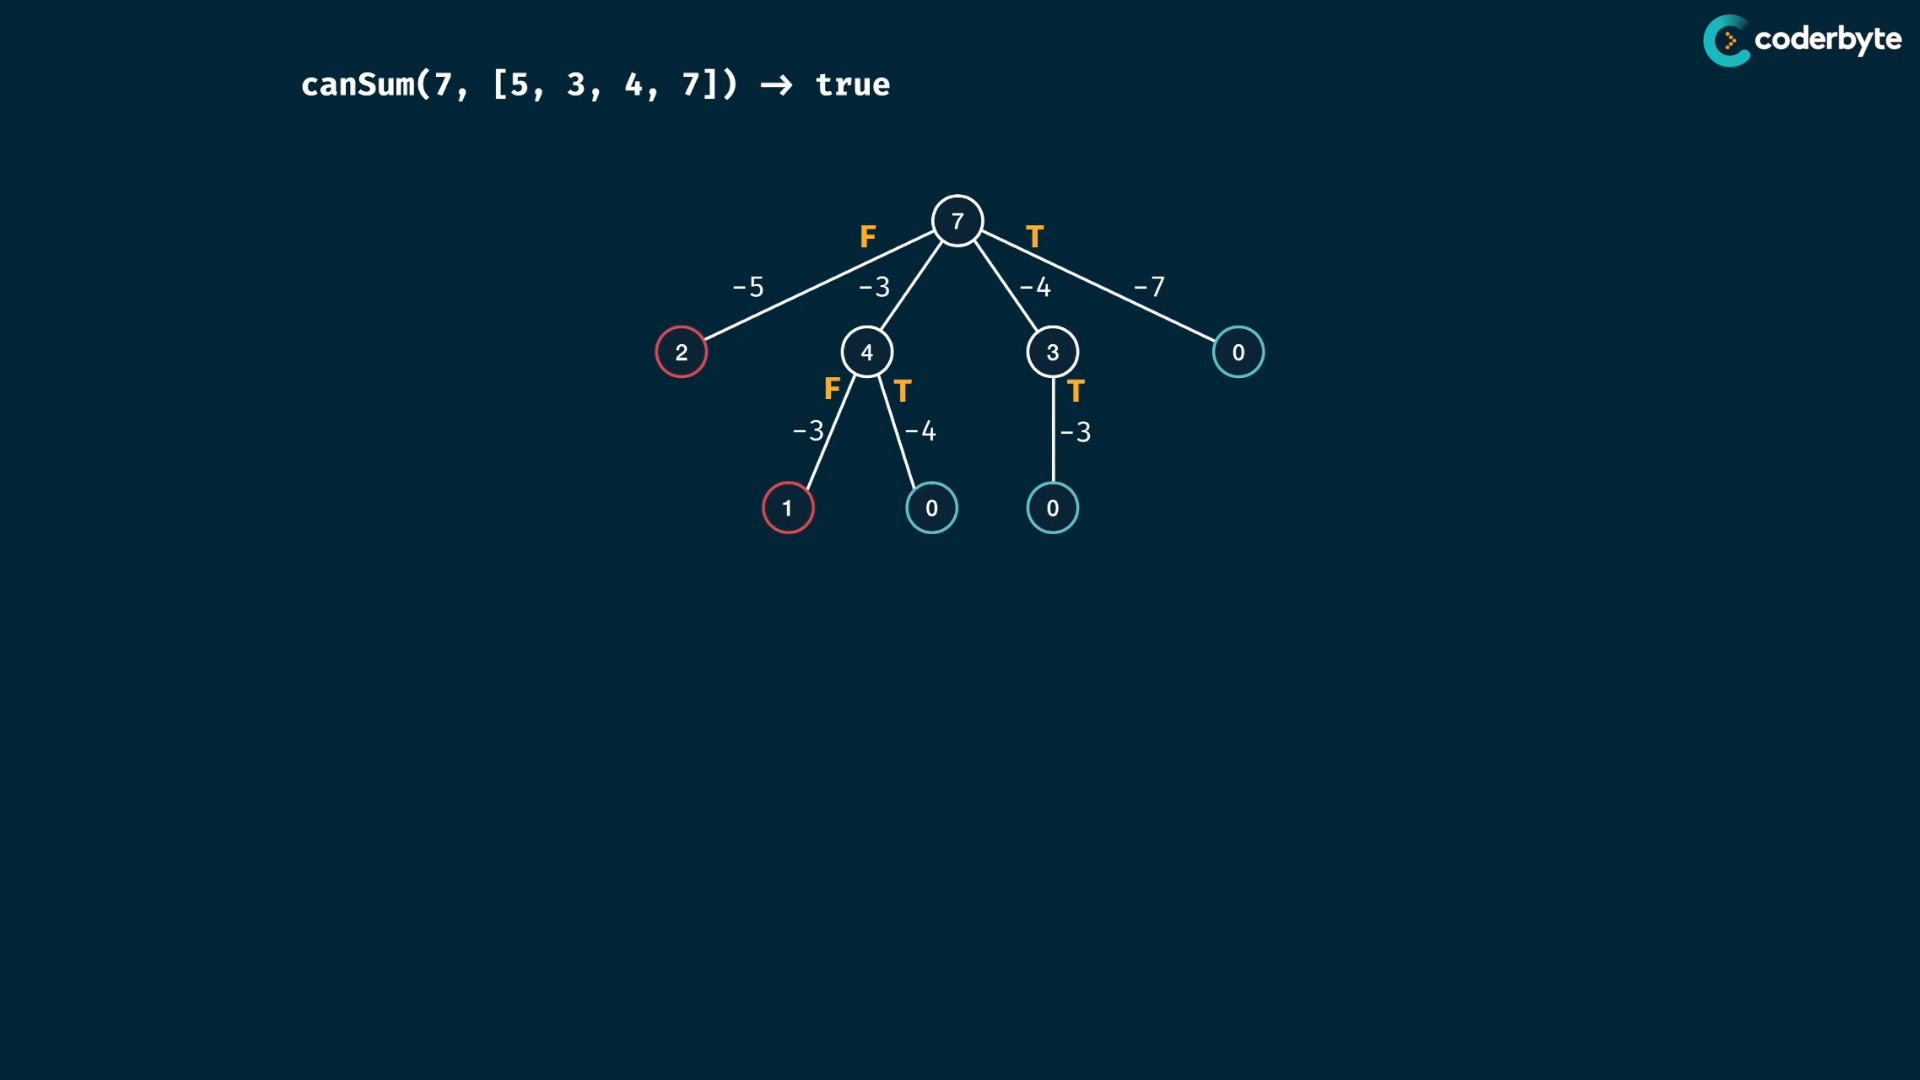 coderbyte
canSum(7, [5, 3, 4, 7]) → true
7
F T
-5 -3 -4 -7
2 4 3 0
F T T
-3 -4 -3
1 0 0